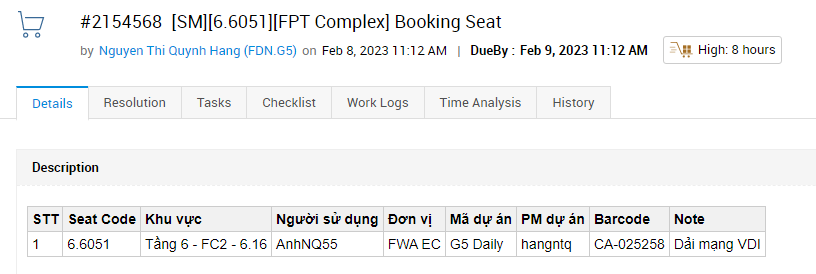 #2154568 [SM][6.6051][FPT Complex] Booking Seat
by Nguyen Thi Quynh Hang (FDN.G5) on Feb 8, 2023 11:12 AM | DueBy : Feb 9, 2023 11:12 AM High: 8 hours
Details Resolution Tasks Checklist Work Logs Time Analysis History
Description
STT Seat Code Khu vực Người sử dụng Đơn vị Mã dự án PM dự án Barcode Note
1 6.6051 Tầng 6 - FC2 - 6.16 AnhNQ55 FWA EC G5 Daily hangntq CA-025258 Dải mạng VDI